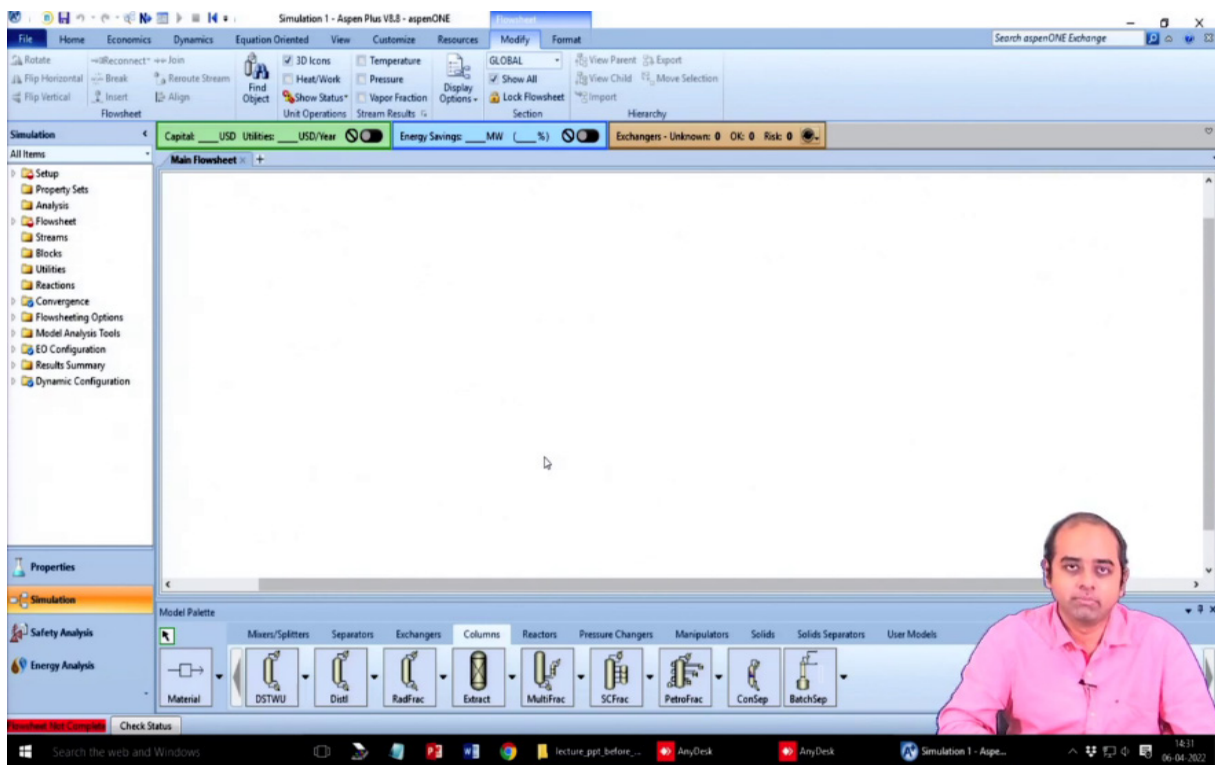 Simulation 1 - Aspen Plus V8.8 - aspenONE
Flowsheet
File Home Economics Dynamics Equation Oriented View Customize Resources Modify Format
Search aspenONE Exchange
Rotate Reconnect Join
Flip Horizontal Break Reroute Stream
Flip Vertical Insert Align
Flowsheet
Find
Object
3D Icons
Heat/Work
Show Status
Unit Operations
Temperature
Pressure
Vapor Fraction
Stream Results
Display
Options
GLOBAL
Show All
Lock Flowsheet
Section
View Parent Export
View Child Move Selection
Import
Hierarchy
Simulation
Capital: ___ USD Utilities: ___ USD/Year
Energy Savings: ___ MW ( ___ %)
Exchangers - Unknown: 0 OK: 0 Risk: 0
All Items
Main Flowsheet × +
Setup
Property Sets
Analysis
Flowsheet
Streams
Blocks
Utilities
Reactions
Convergence
Flowsheeting Options
Model Analysis Tools
EO Configuration
Results Summary
Dynamic Configuration
Properties
Simulation
Safety Analysis
Energy Analysis
Model Palette
Mixers/Splitters Separators Exchangers Columns Reactors Pressure Changers Manipulators Solids Solids Separators User Models
Material DSTWU Distl RadFrac Extract MultiFrac SCFrac PetroFrac ConSep BatchSep
Flowsheet Not Complete Check Status
Search the web and Windows
lecture_ppt_before_...
AnyDesk
AnyDesk
Simulation 1 - Aspe...
14:31
06-04-2022